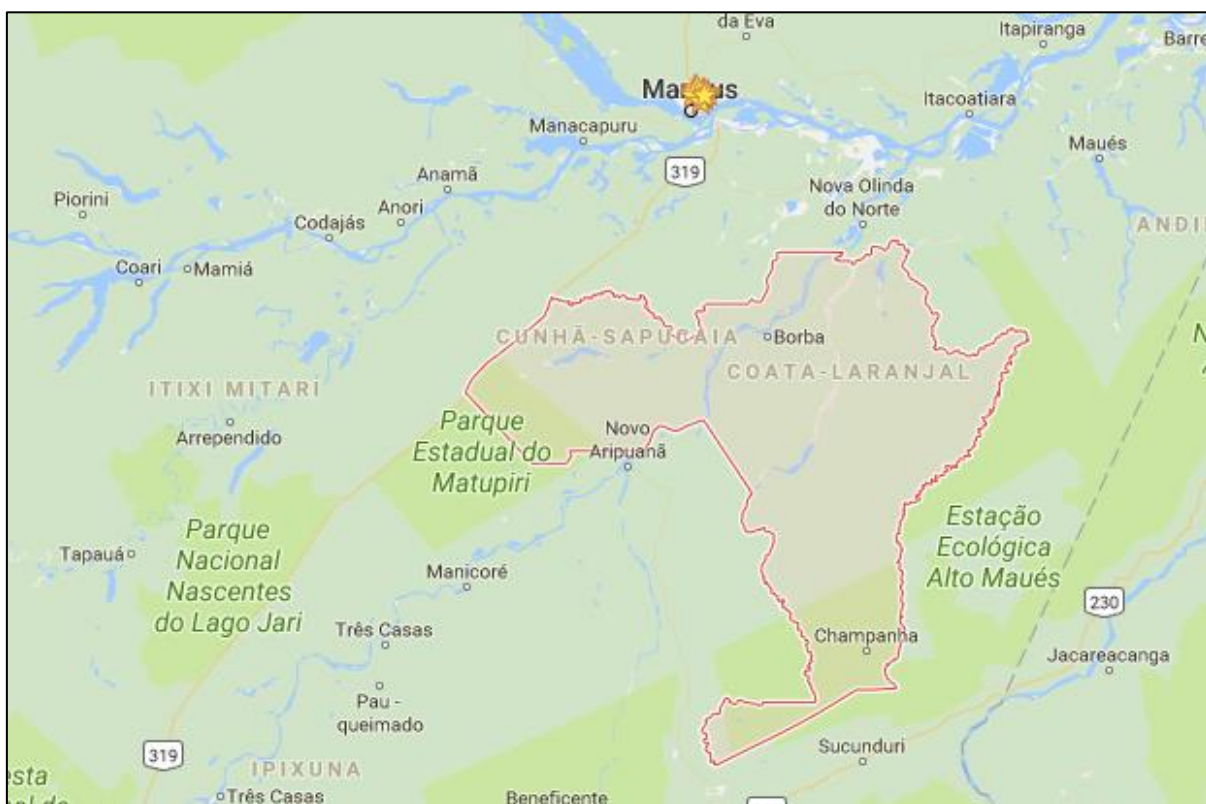 da Eva
Itapiranga
Barre
Manaus
Itacoatiara
Manacapuru
Maués
319
Anamã
Nova Olinda
do Norte
Piorini
Anori
Codajás
ANDI
Coari
Mamiá
CUNHÃ-SAPUCAIA
Borba
COATA-LARANJAL
ITIXI MITARI
Arrependido
Parque
Estadual do
Matupiri
Novo
Aripuanã
Parque
Nacional
Nascentes
do Lago Jari
Estação
Ecológica
Alto Maués
Tapauá
Manicoré
230
Três Casas
Champanha
Jacareacanga
Pau -
queimado
319
Sucunduri
IPIXUNA
esta
Três Casas
Beneficente